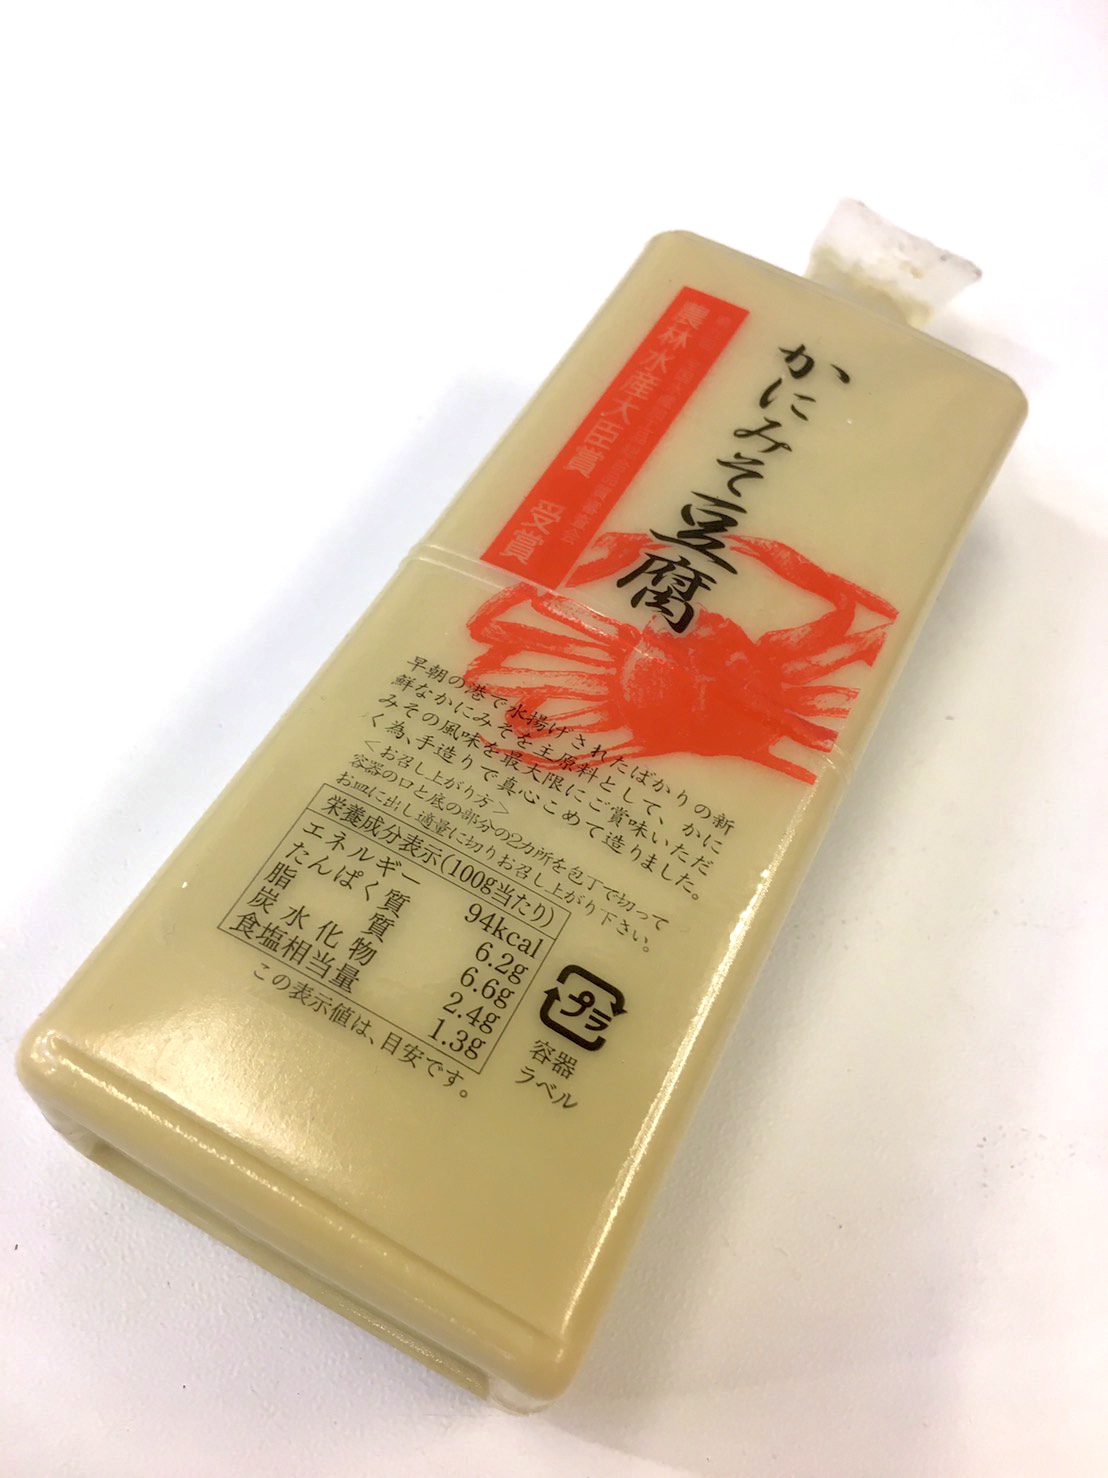 かにみそ豆腐
農林水産大臣賞 受賞
早朝の港で水揚げされたばかりの新
鮮なかにみそを主原料として、かに
みその風味を最大限にご賞味いただ
く為、手造りで真心こめて造りました。
＜お召し上がり方＞
容器の口と底の部分の2カ所を包丁で切って
お皿に出し適量に切りお召し上がり下さい。
栄養成分表示(100g当たり)
エネルギー 94kcal
たんぱく質 6.2g
脂質 6.6g
炭水化物 2.4g
食塩相当量 1.3g
この表示値は、目安です。
プラ
容器
ラベル